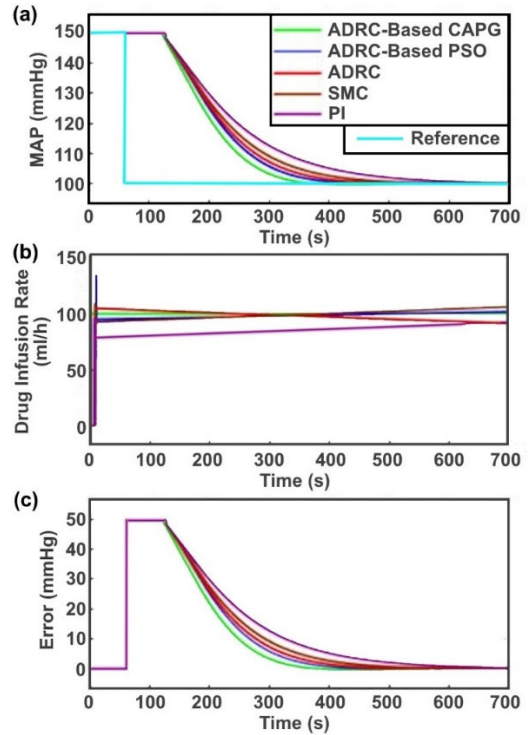 (a)
150
140
130
120
110
100
MAP (mmHg)
ADRC-Based CAPG
ADRC-Based PSO
ADRC
SMC
PI
Reference
0 100 200 300 400 500 600 700
Time (s)
(b)
150
100
50
0
Drug Infusion Rate
(ml/h)
0 100 200 300 400 500 600 700
Time (s)
(c)
50
40
30
20
10
0
Error (mmHg)
0 100 200 300 400 500 600 700
Time (s)